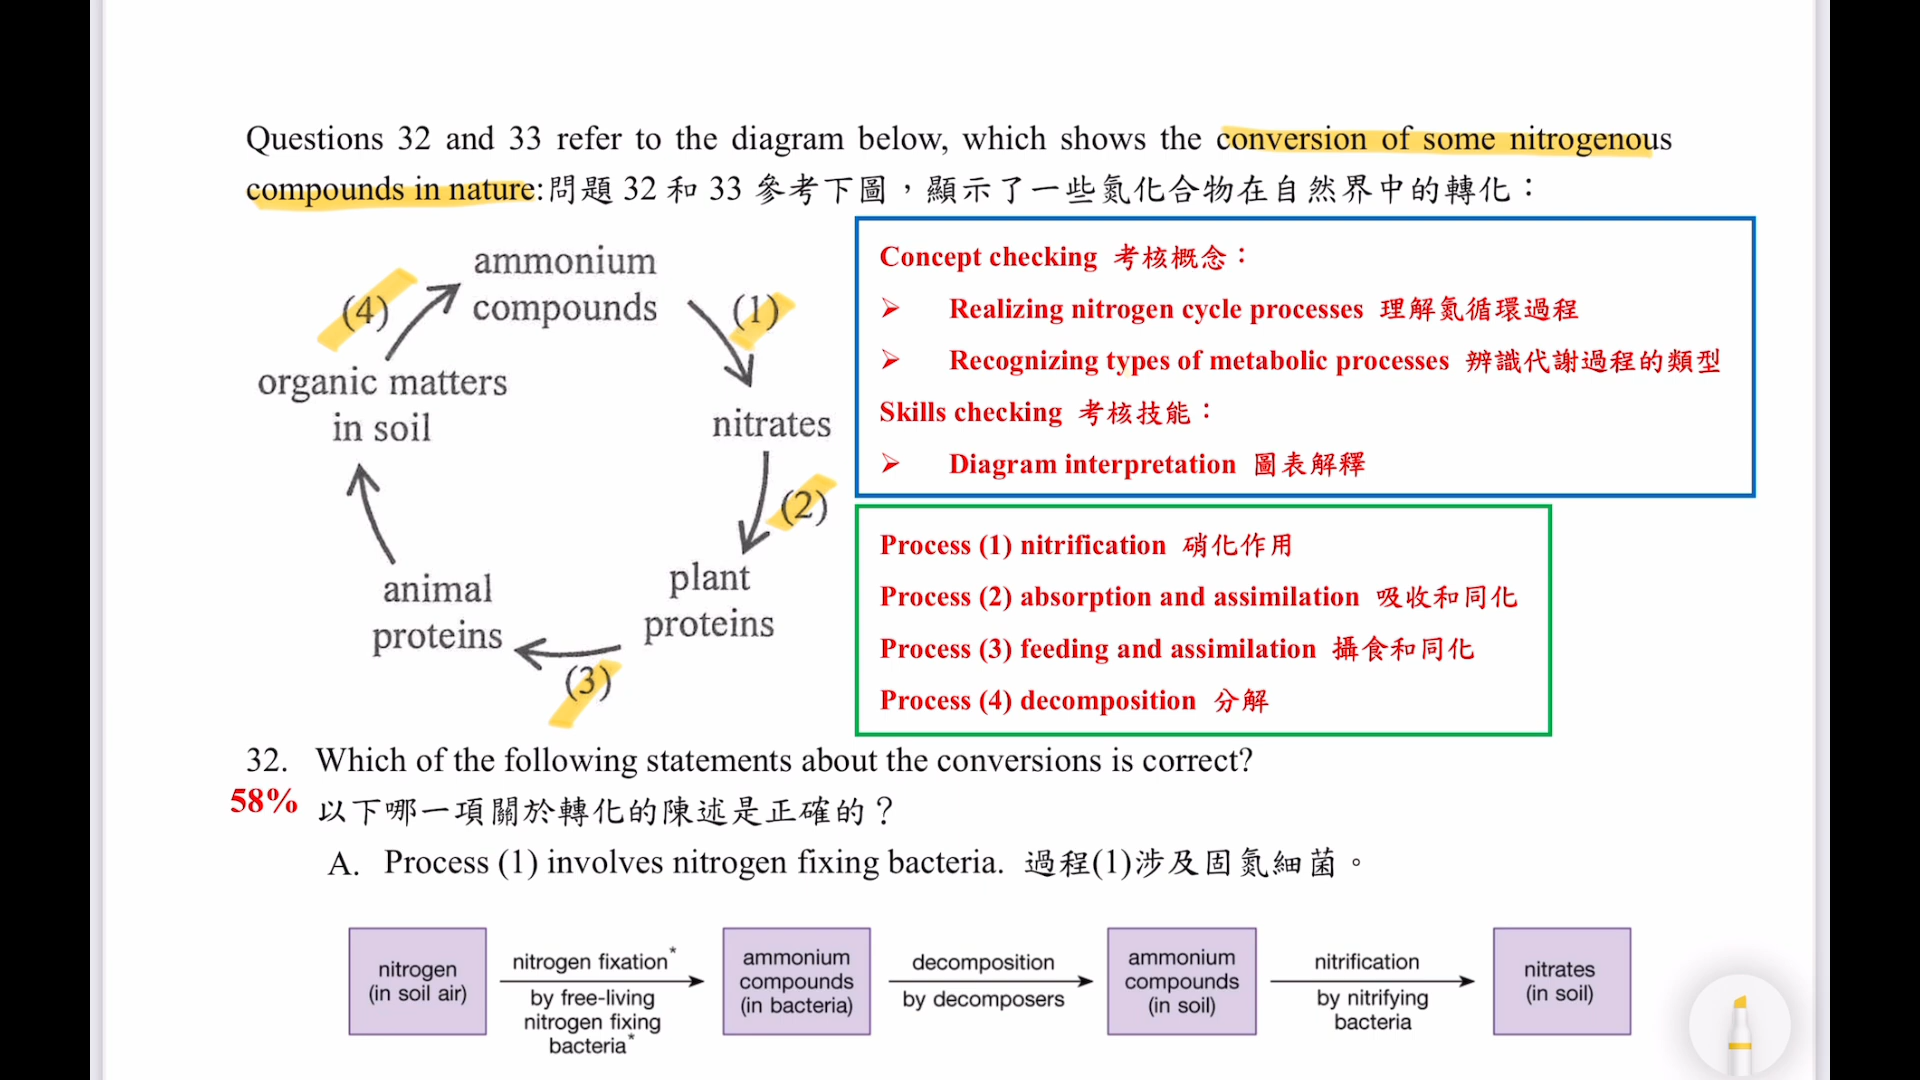 Questions 32 and 33 refer to the diagram below, which shows the conversion of some nitrogenous
compounds in nature:問題 32 和 33 參考下圖，顯示了一些氮化合物在自然界中的轉化：
ammonium
compounds
(4)
(1)
organic matters
in soil
nitrates
(2)
animal
proteins
plant
proteins
(3)
Concept checking 考核概念：
➢ Realizing nitrogen cycle processes 理解氮循環過程
➢ Recognizing types of metabolic processes 辨識代謝過程的類型
Skills checking 考核技能：
➢ Diagram interpretation 圖表解釋
Process (1) nitrification 硝化作用
Process (2) absorption and assimilation 吸收和同化
Process (3) feeding and assimilation 攝食和同化
Process (4) decomposition 分解
32. Which of the following statements about the conversions is correct?
58% 以下哪一項關於轉化的陳述是正確的？
A. Process (1) involves nitrogen fixing bacteria. 過程(1)涉及固氮細菌。
nitrogen
(in soil air)
nitrogen fixation*
by free-living
nitrogen fixing
bacteria*
ammonium
compounds
(in bacteria)
decomposition
by decomposers
ammonium
compounds
(in soil)
nitrification
by nitrifying
bacteria
nitrates
(in soil)